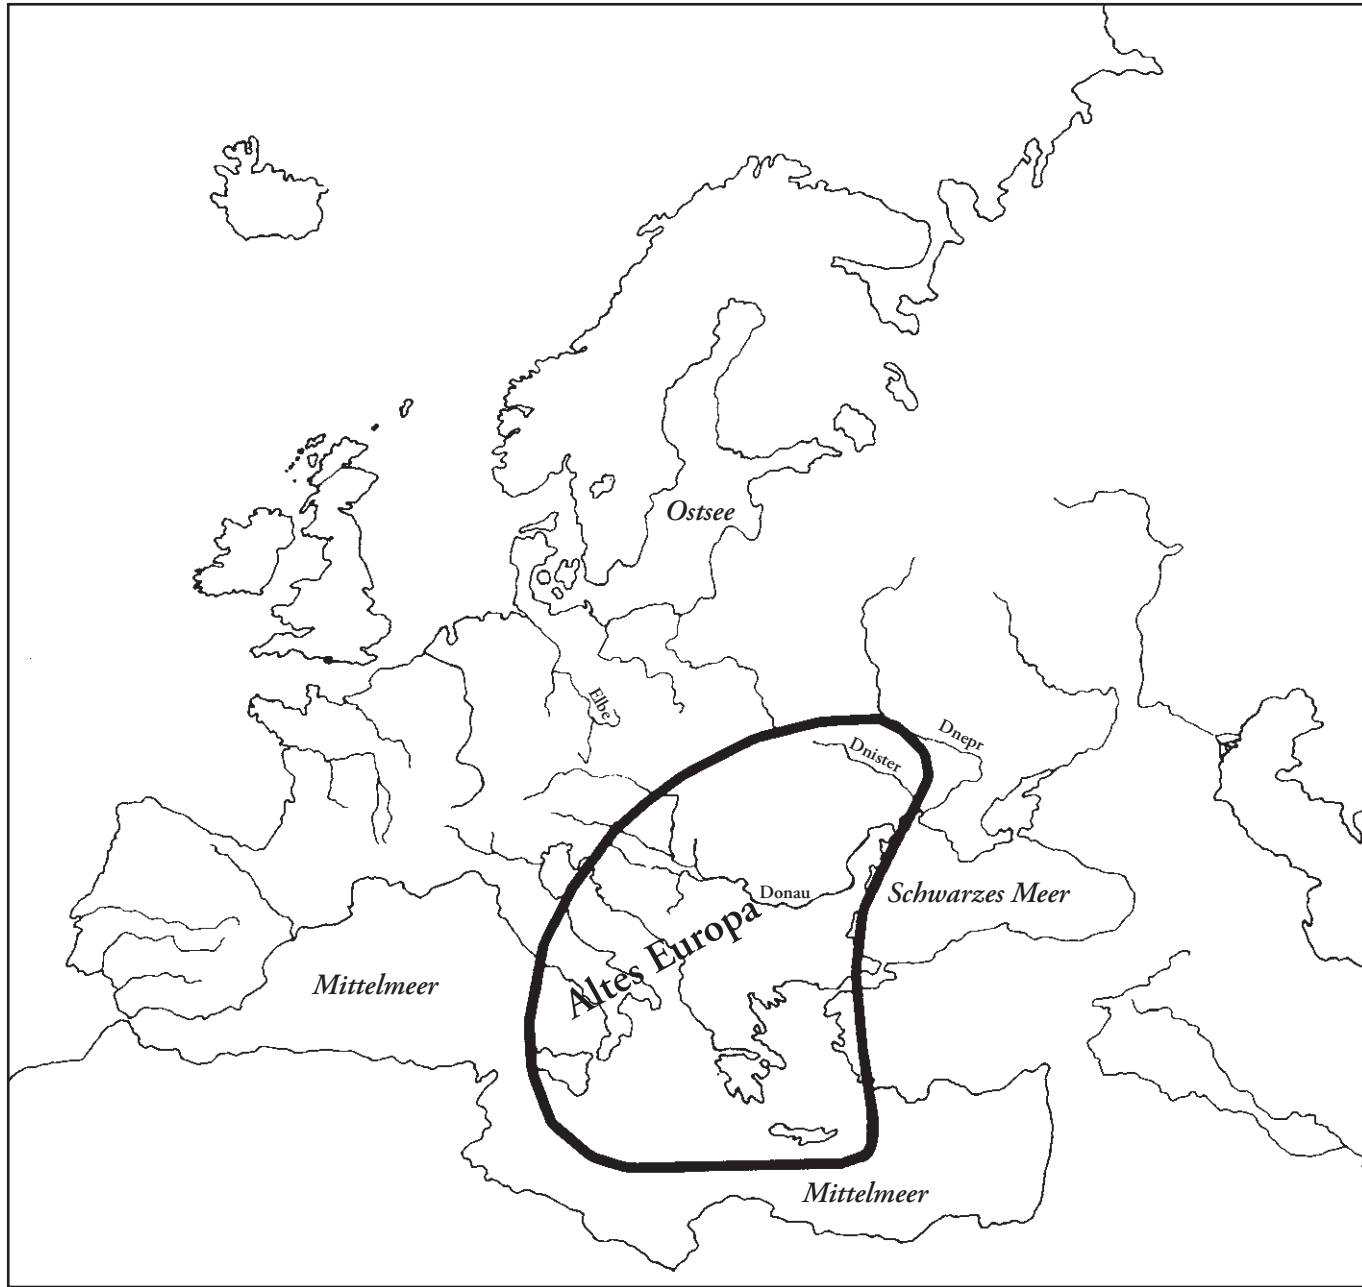 Ostsee
Elbe
Dnepr
Dnister
Donau
Schwarzes Meer
Altes Europa
Mittelmeer
Mittelmeer